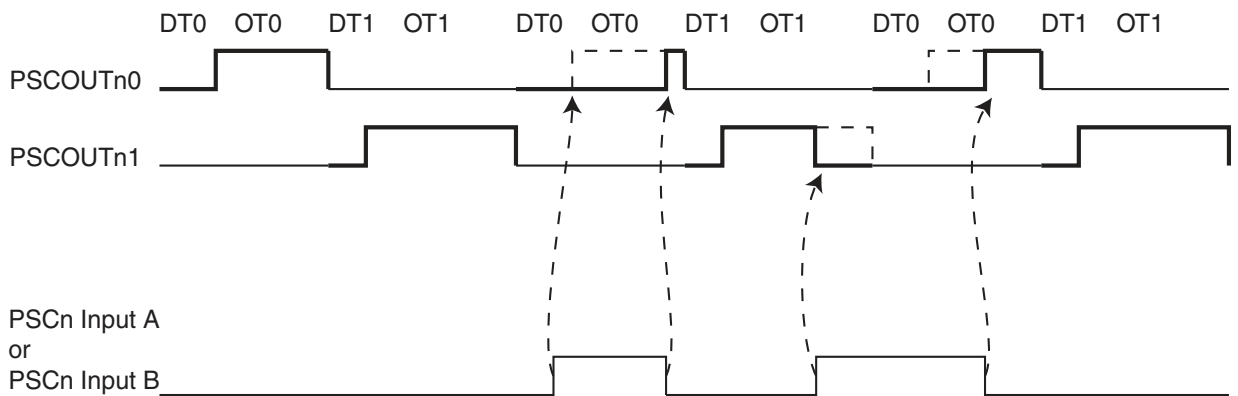 DT0 OT0 DT1 OT1 DT0 OT0 DT1 OT1 DT0 OT0 DT1 OT1
PSCOUTn0
PSCOUTn1
PSCn Input A
or
PSCn Input B